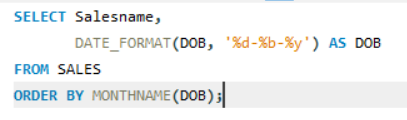 SELECT Salesname,
DATE_FORMAT(DOB, '%d-%b-%y') AS DOB
FROM SALES
ORDER BY MONTHNAME(DOB);